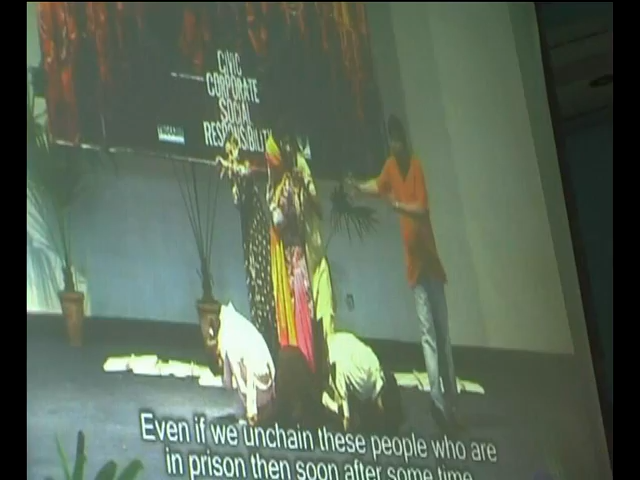 CIVIC
CORPORATE
SOCIAL
RESPONSIBILITY
Even if we unchain these people who are
in prison then soon after some time